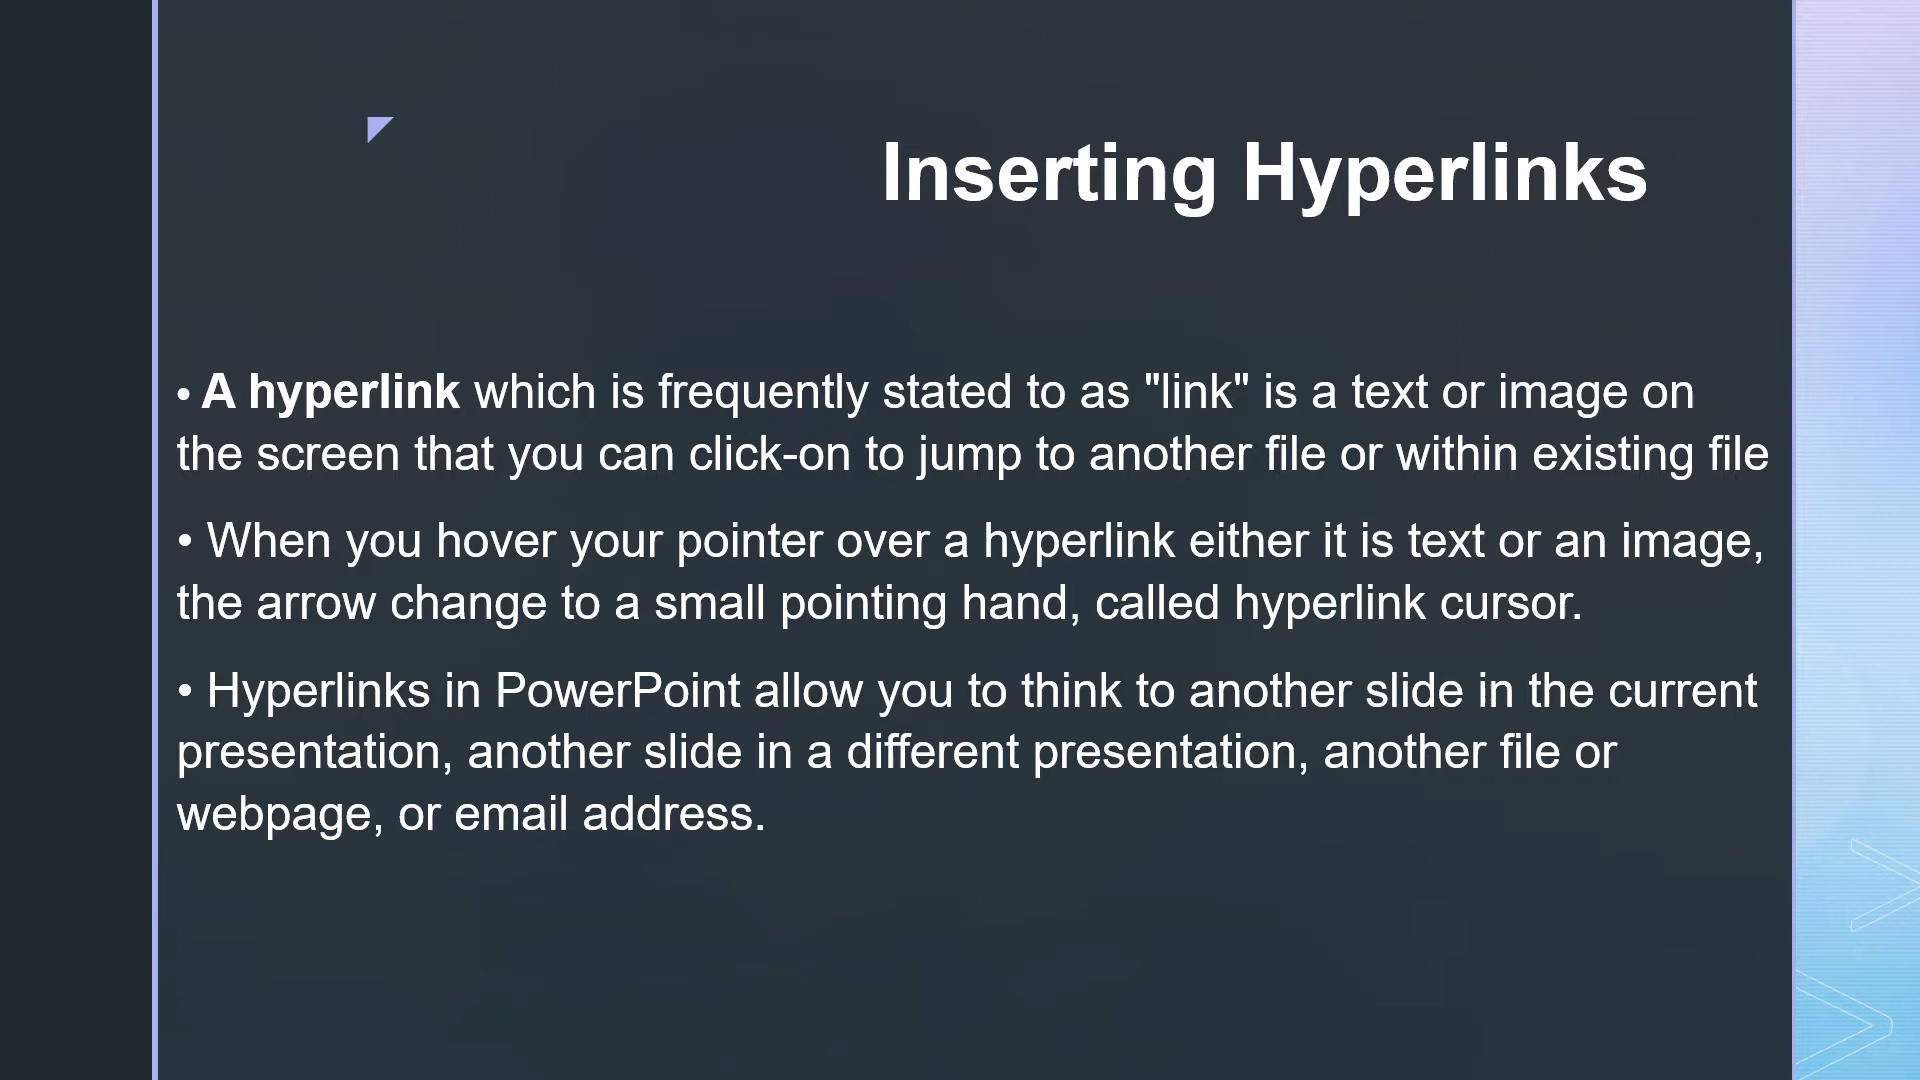 Inserting Hyperlinks
• A hyperlink which is frequently stated to as "link" is a text or image on
the screen that you can click-on to jump to another file or within existing file
• When you hover your pointer over a hyperlink either it is text or an image,
the arrow change to a small pointing hand, called hyperlink cursor.
• Hyperlinks in PowerPoint allow you to think to another slide in the current
presentation, another slide in a different presentation, another file or
webpage, or email address.